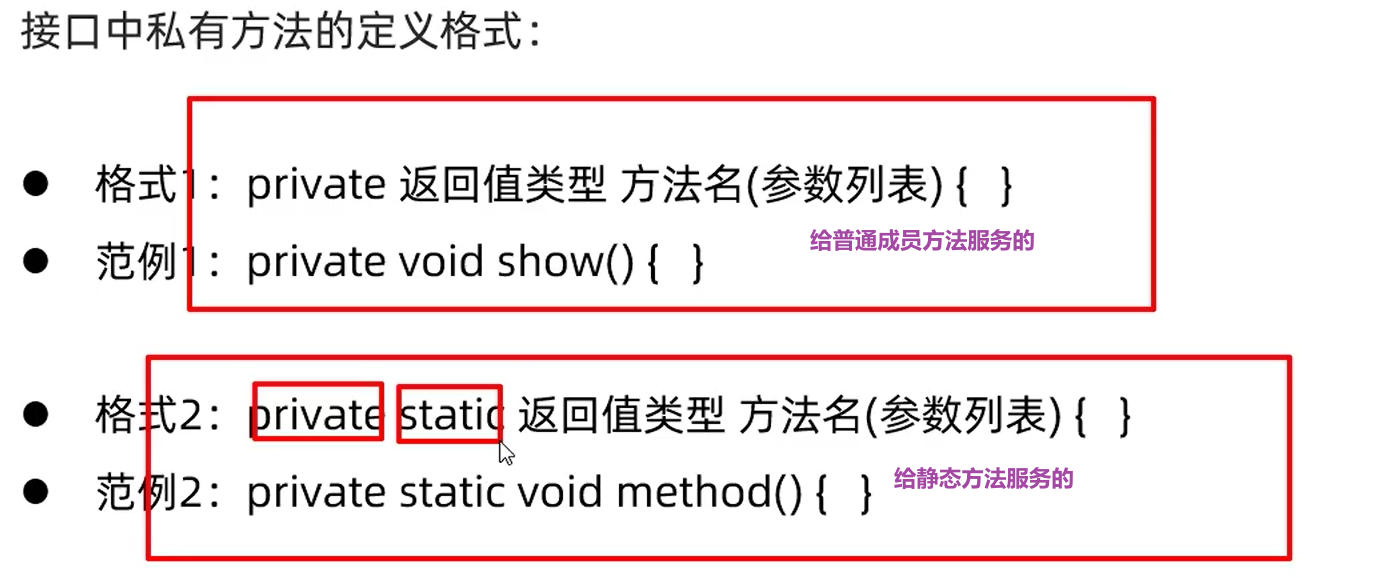 接口中私有方法的定义格式：
● 格式1：private 返回值类型 方法名(参数列表) { }
● 范例1：private void show() { }
给普通成员方法服务的
● 格式2：private static 返回值类型 方法名(参数列表) { }
● 范例2：private static void method() { }
给静态方法服务的